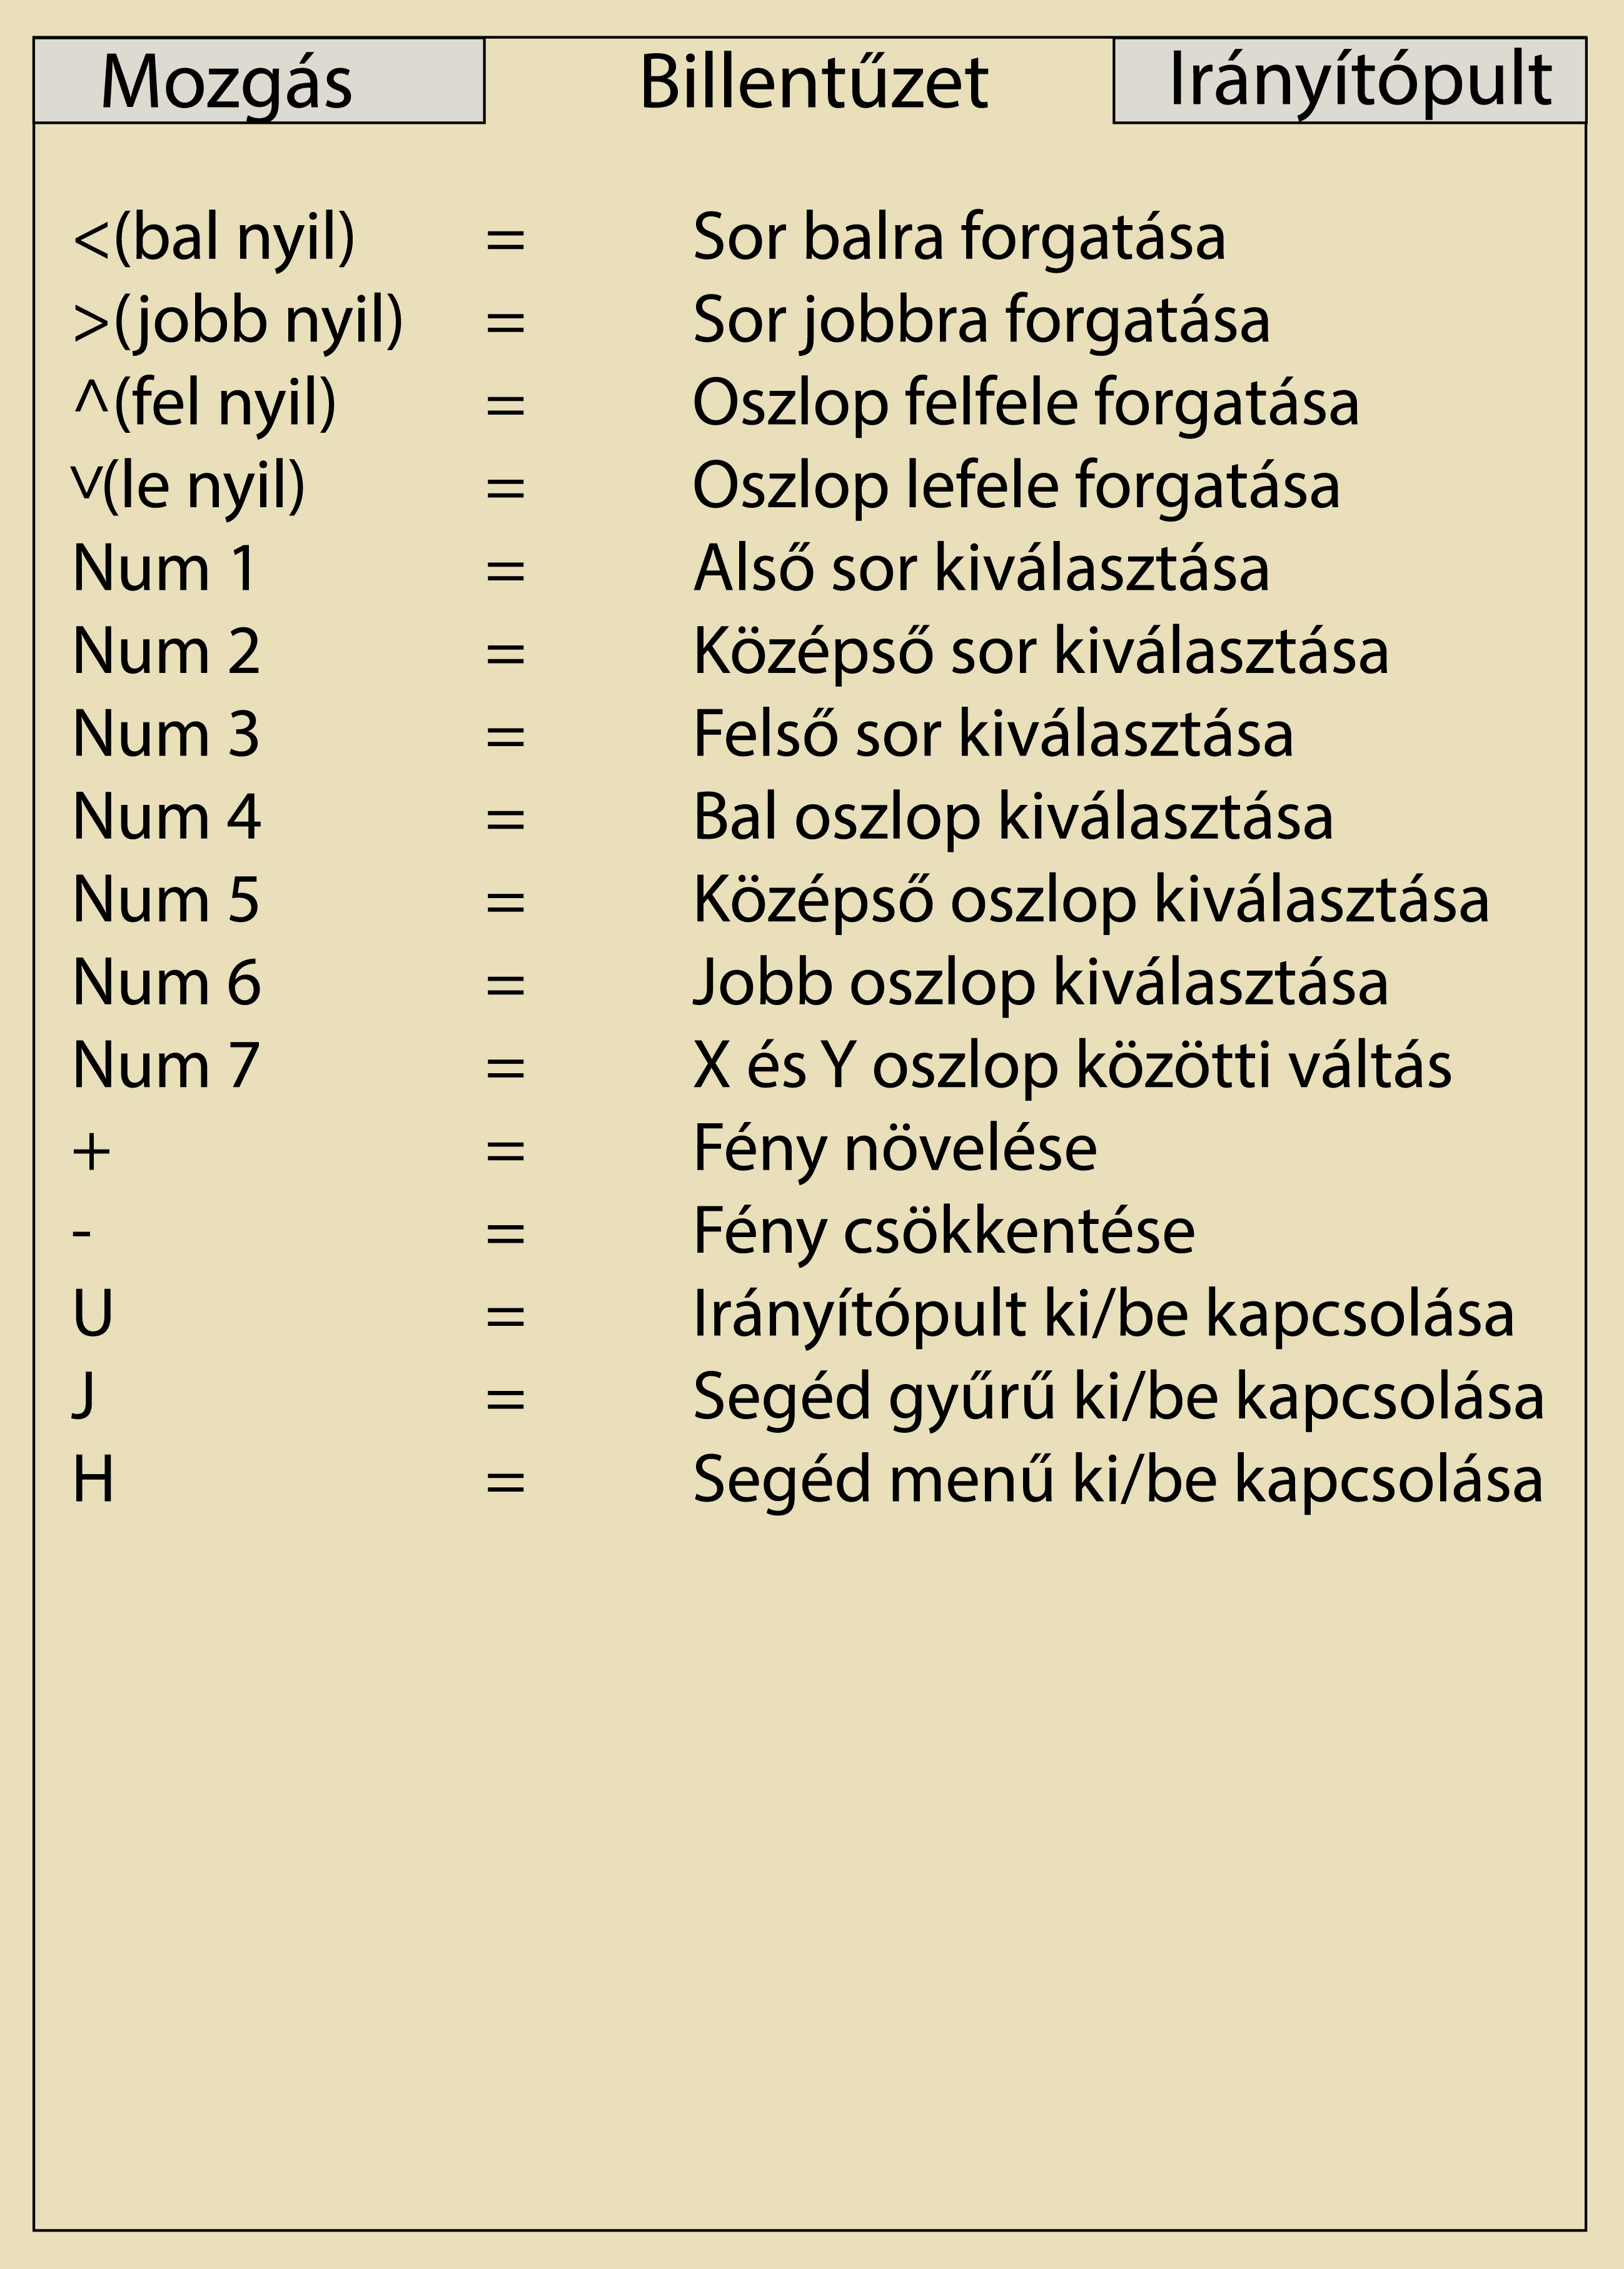 Mozgás Billentűzet Irányítópult
<(bal nyil) = Sor balra forgatása
>(jobb nyil) = Sor jobbra forgatása
^(fel nyil) = Oszlop felfele forgatása
˅(le nyil) = Oszlop lefele forgatása
Num 1 = Alső sor kiválasztása
Num 2 = Középső sor kiválasztása
Num 3 = Felső sor kiválasztása
Num 4 = Bal oszlop kiválasztása
Num 5 = Középső oszlop kiválasztása
Num 6 = Jobb oszlop kiválasztása
Num 7 = X és Y oszlop közötti váltás
+ = Fény növelése
- = Fény csökkentése
U = Irányítópult ki/be kapcsolása
J = Segéd gyűrű ki/be kapcsolása
H = Segéd menű ki/be kapcsolása